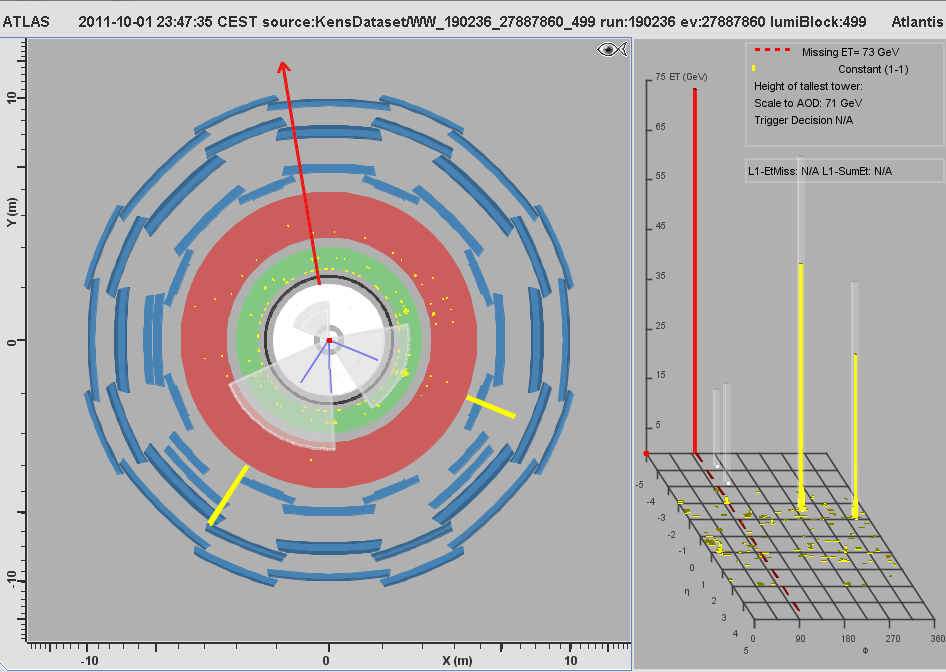 ATLAS 2011-10-01 23:47:35 CEST source:KensDataset/WW_190236_27887860_499 run:190236 ev:27887860 lumiBlock:499 Atlantis
Missing ET= 73 GeV
Constant (1-1)
Height of tallest tower:
Scale to AOD: 71 GeV
Trigger Decision N/A
L1-EtMiss: N/A L1-SumEt: N/A
75 ET (GeV)
65
55
45
35
25
15
5
-5
-4
-3
-2
-1
0
1
2
3
4
5
η
0 90 180 270 360
Φ
10
Y (m)
0
-10
-10 0 X (m) 10